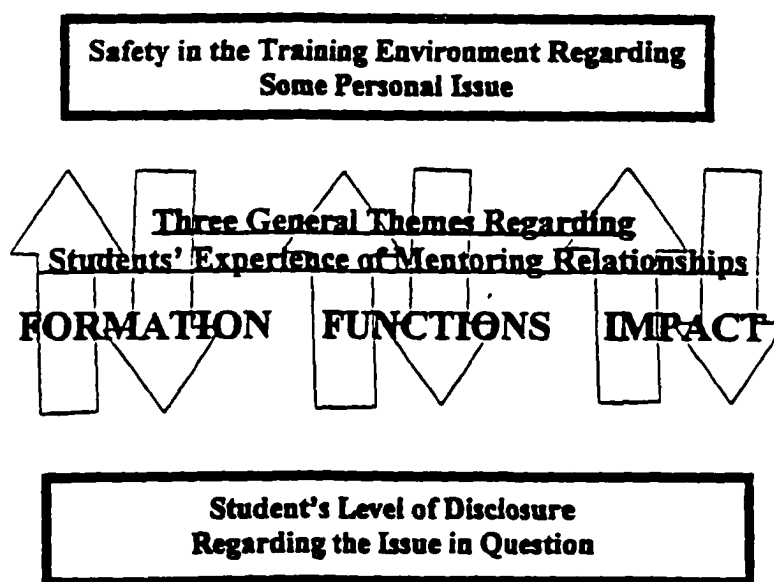 Safety in the Training Environment Regarding
Some Personal Issue
Three General Themes Regarding
Students' Experience of Mentoring Relationships
FORMATION FUNCTIONS IMPACT
Student's Level of Disclosure
Regarding the Issue in Question